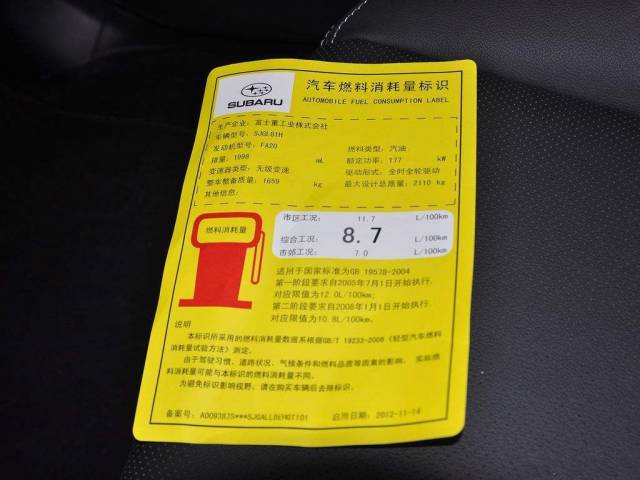 SUBARU
汽车燃料消耗量标识
AUTOMOBILE FUEL CONSUMPTION LABEL
生产企业：富士重工业株式会社
车辆型号：SJGL81H
发动机型号：FA20 燃料类型：汽油
排量：1998 mL 额定功率：177 kW
变速器类型：无级变速 驱动形式：全时全轮驱动
整车整备质量：1659 kg 最大设计总质量：2110 kg
其他信息：
燃料消耗量
市区工况： 11.7 L/100km
综合工况： 8.7 L/100km
市郊工况： 7.0 L/100km
适用于国家标准为GB 19578-2004
第一阶段要求自2005年7月1日开始执行，
对应限值为12.0L/100km;
第二阶段要求自2008年1月1日开始执行，
对应限值为10.8L/100km.
说明
本标识所采用的燃料消耗量数据系根据GB/T 19233-2008《轻型汽车燃料
消耗量试验方法》测定。
由于驾驶习惯、道路状况、气候条件和燃料品质等因素的影响，实际燃
料消耗量可能与本标识的燃料消耗量不同。
为避免标识影响视野，请在购买车辆后去除标识。
备案号： 启用日期：2012-11-14